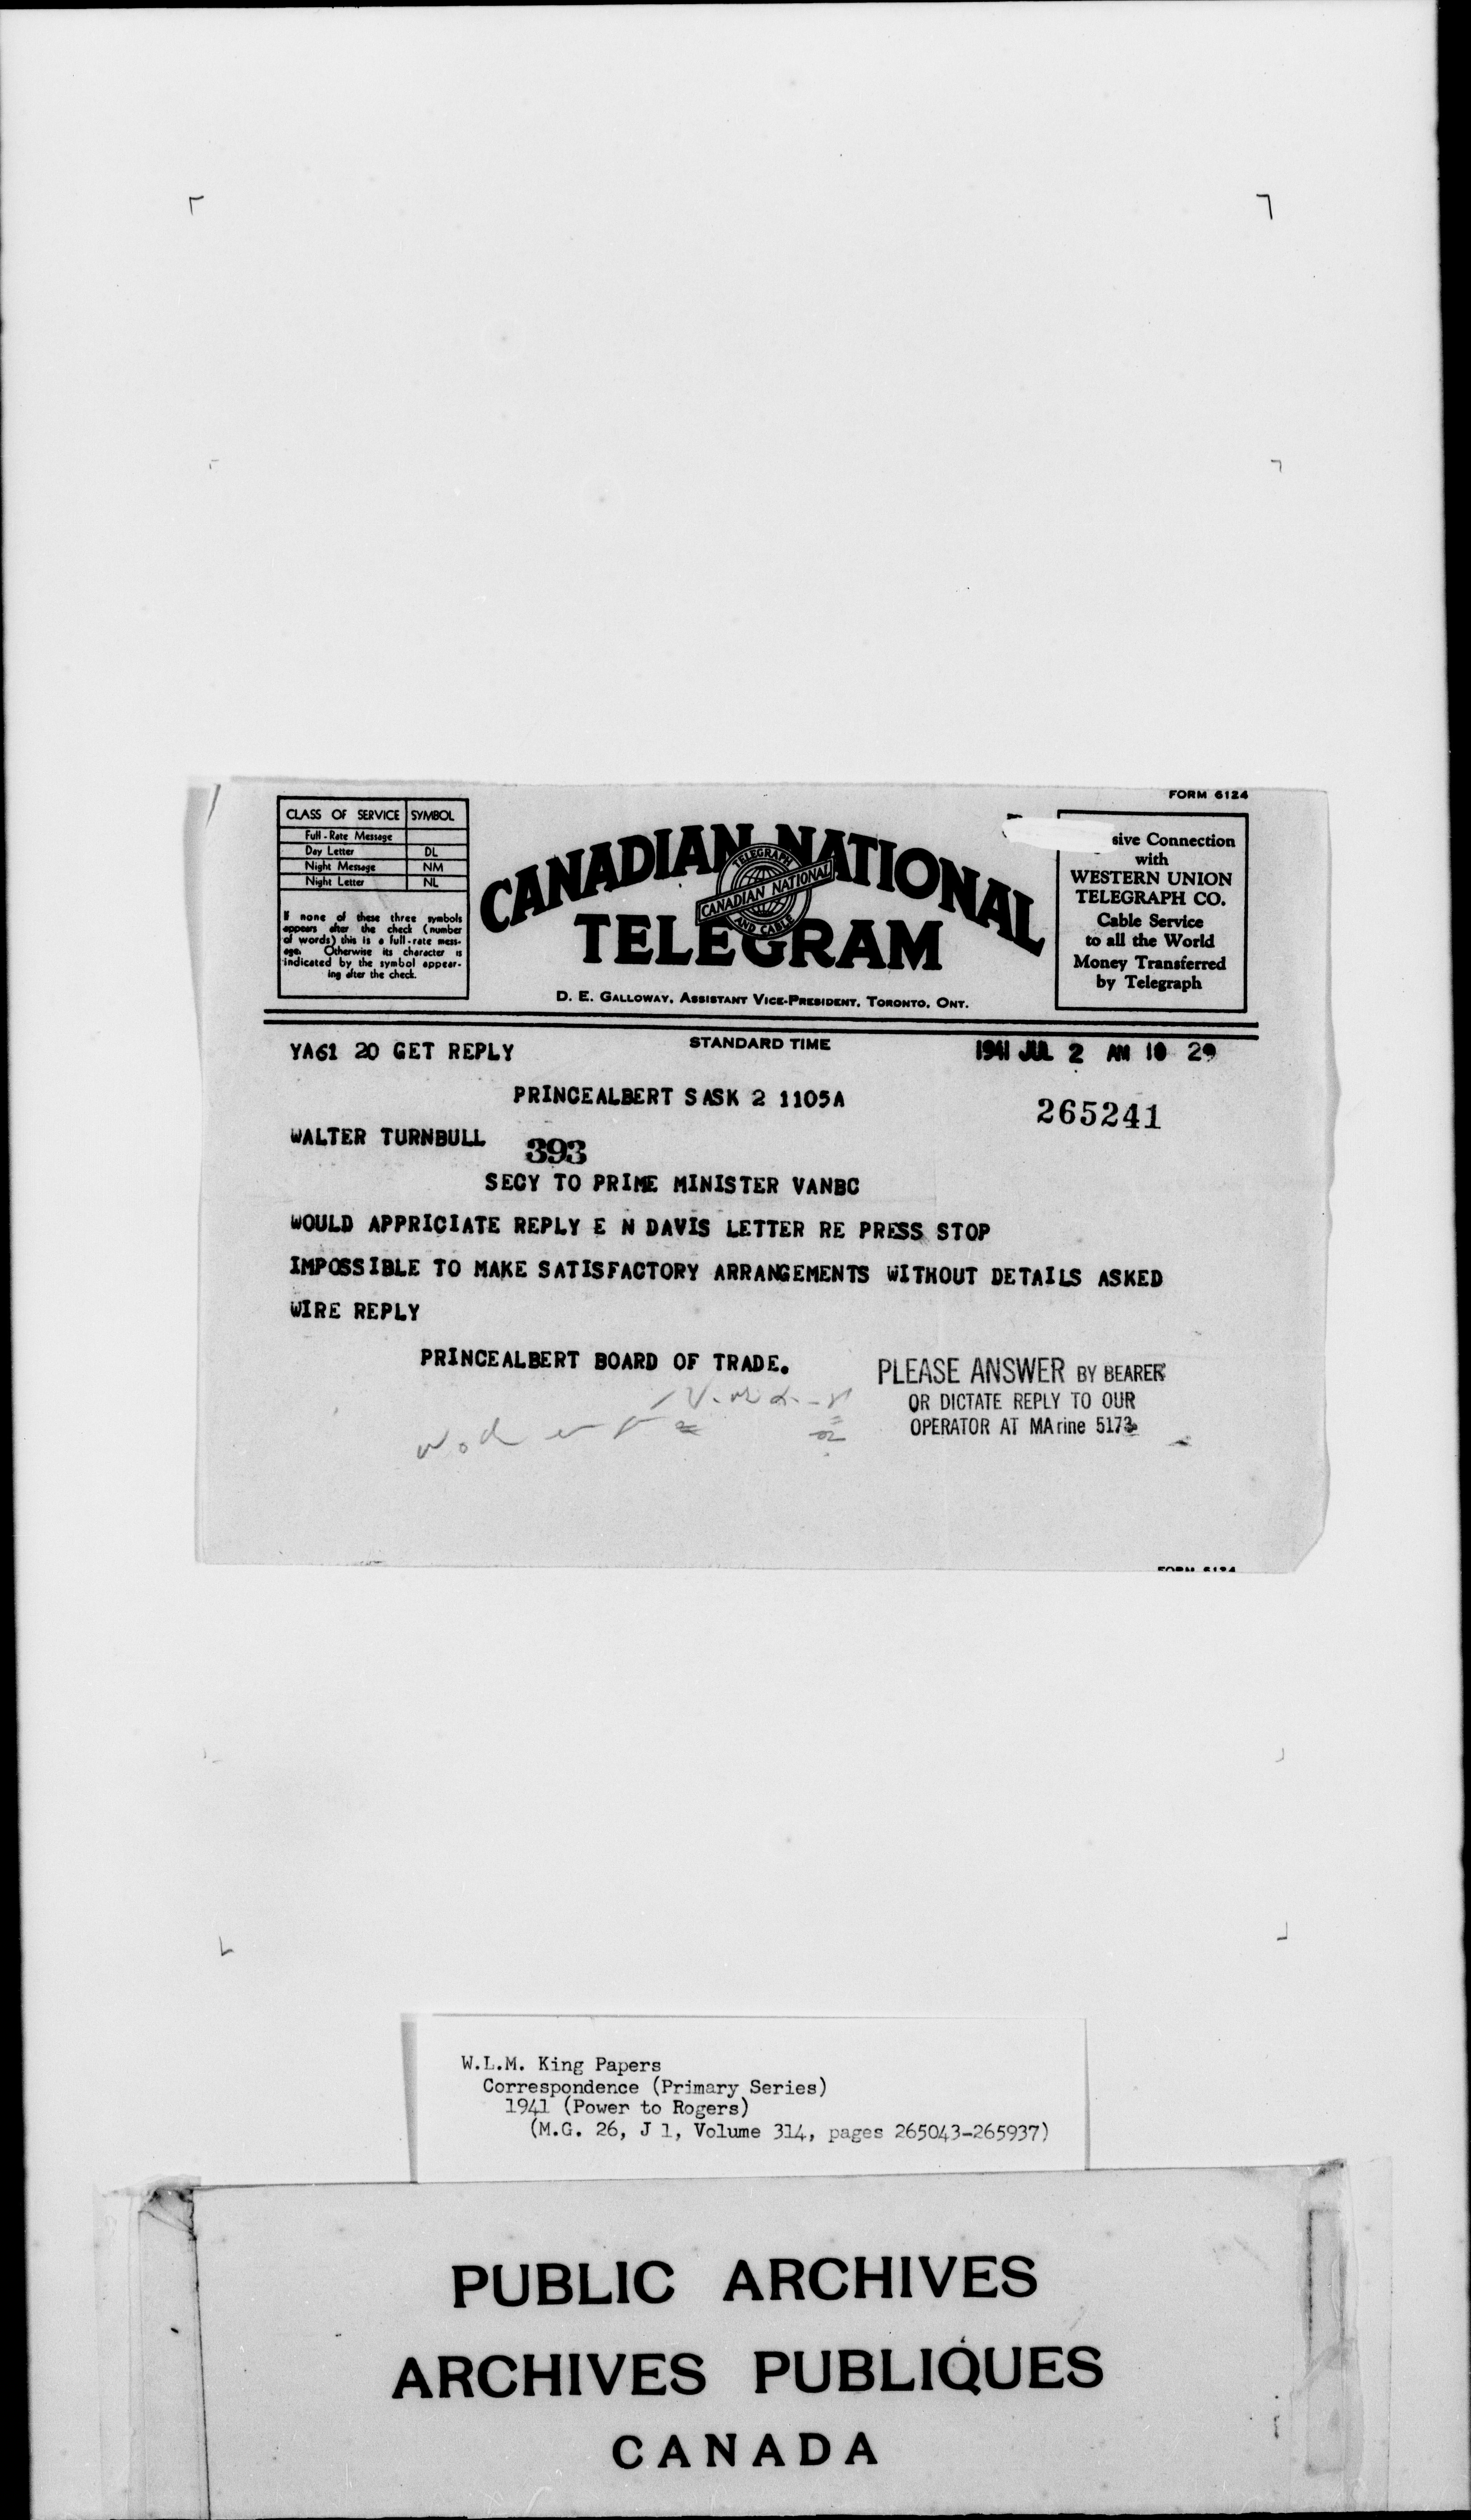 FORM 6124
CLASS OF SERVICE SYMBOL
Full-Rate Message
Day Letter DL
Night Message NM
Night Letter NL
If none of these three symbols
appears after the check (number
of words) this is a full-rate mess-
age. Otherwise its character is
indicated by the symbol appear-
ing after the check.
CANADIAN NATIONAL
TELEGRAM
TELEGRAPH
CANADIAN NATIONAL
AND CABLE
D. E. GALLOWAY, ASSISTANT VICE-PRESIDENT, TORONTO, ONT.
sive Connection
with
WESTERN UNION
TELEGRAPH CO.
Cable Service
to all the World
Money Transferred
by Telegraph
STANDARD TIME
YA61 20 GET REPLY
1941 JUL 2 AM 10 29
PRINCEALBERT SASK 2 1105A
265241
WALTER TURNBULL
393
SECY TO PRIME MINISTER VANBC
WOULD APPRICIATE REPLY E N DAVIS LETTER RE PRESS STOP
IMPOSSIBLE TO MAKE SATISFACTORY ARRANGEMENTS WITHOUT DETAILS ASKED
WIRE REPLY
PRINCEALBERT BOARD OF TRADE.
PLEASE ANSWER BY BEARER
OR DICTATE REPLY TO OUR
OPERATOR AT MArine 5173
FORM 6124
W.L.M. King Papers
Correspondence (Primary Series)
1941 (Power to Rogers)
(M.G. 26, J 1, Volume 314, pages 265043-265937)
PUBLIC ARCHIVES
ARCHIVES PUBLIQUES
CANADA